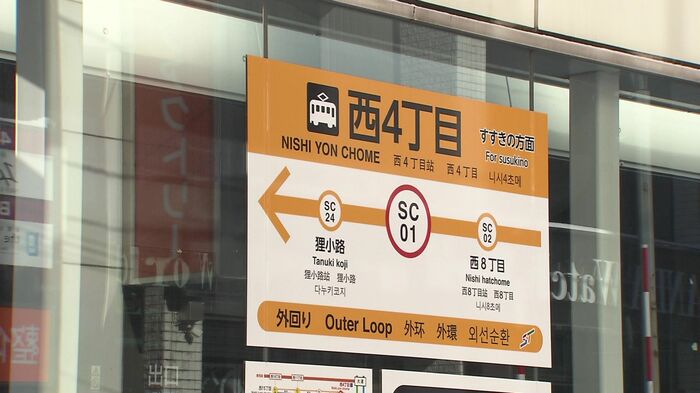 西4丁目
すすきの方面
For susukino
NISHI YON CHOME
西4丁目站 西4丁目 니시4초메
SC
24
SC
01
SC
02
狸小路
Tanuki koji
狸小路站 狸小路
다누키코지
西8丁目
Nishi hatchome
西8丁目站 西8丁目
니시8초메
外回り Outer Loop 外环 外環 외선순환 ST
出口
整